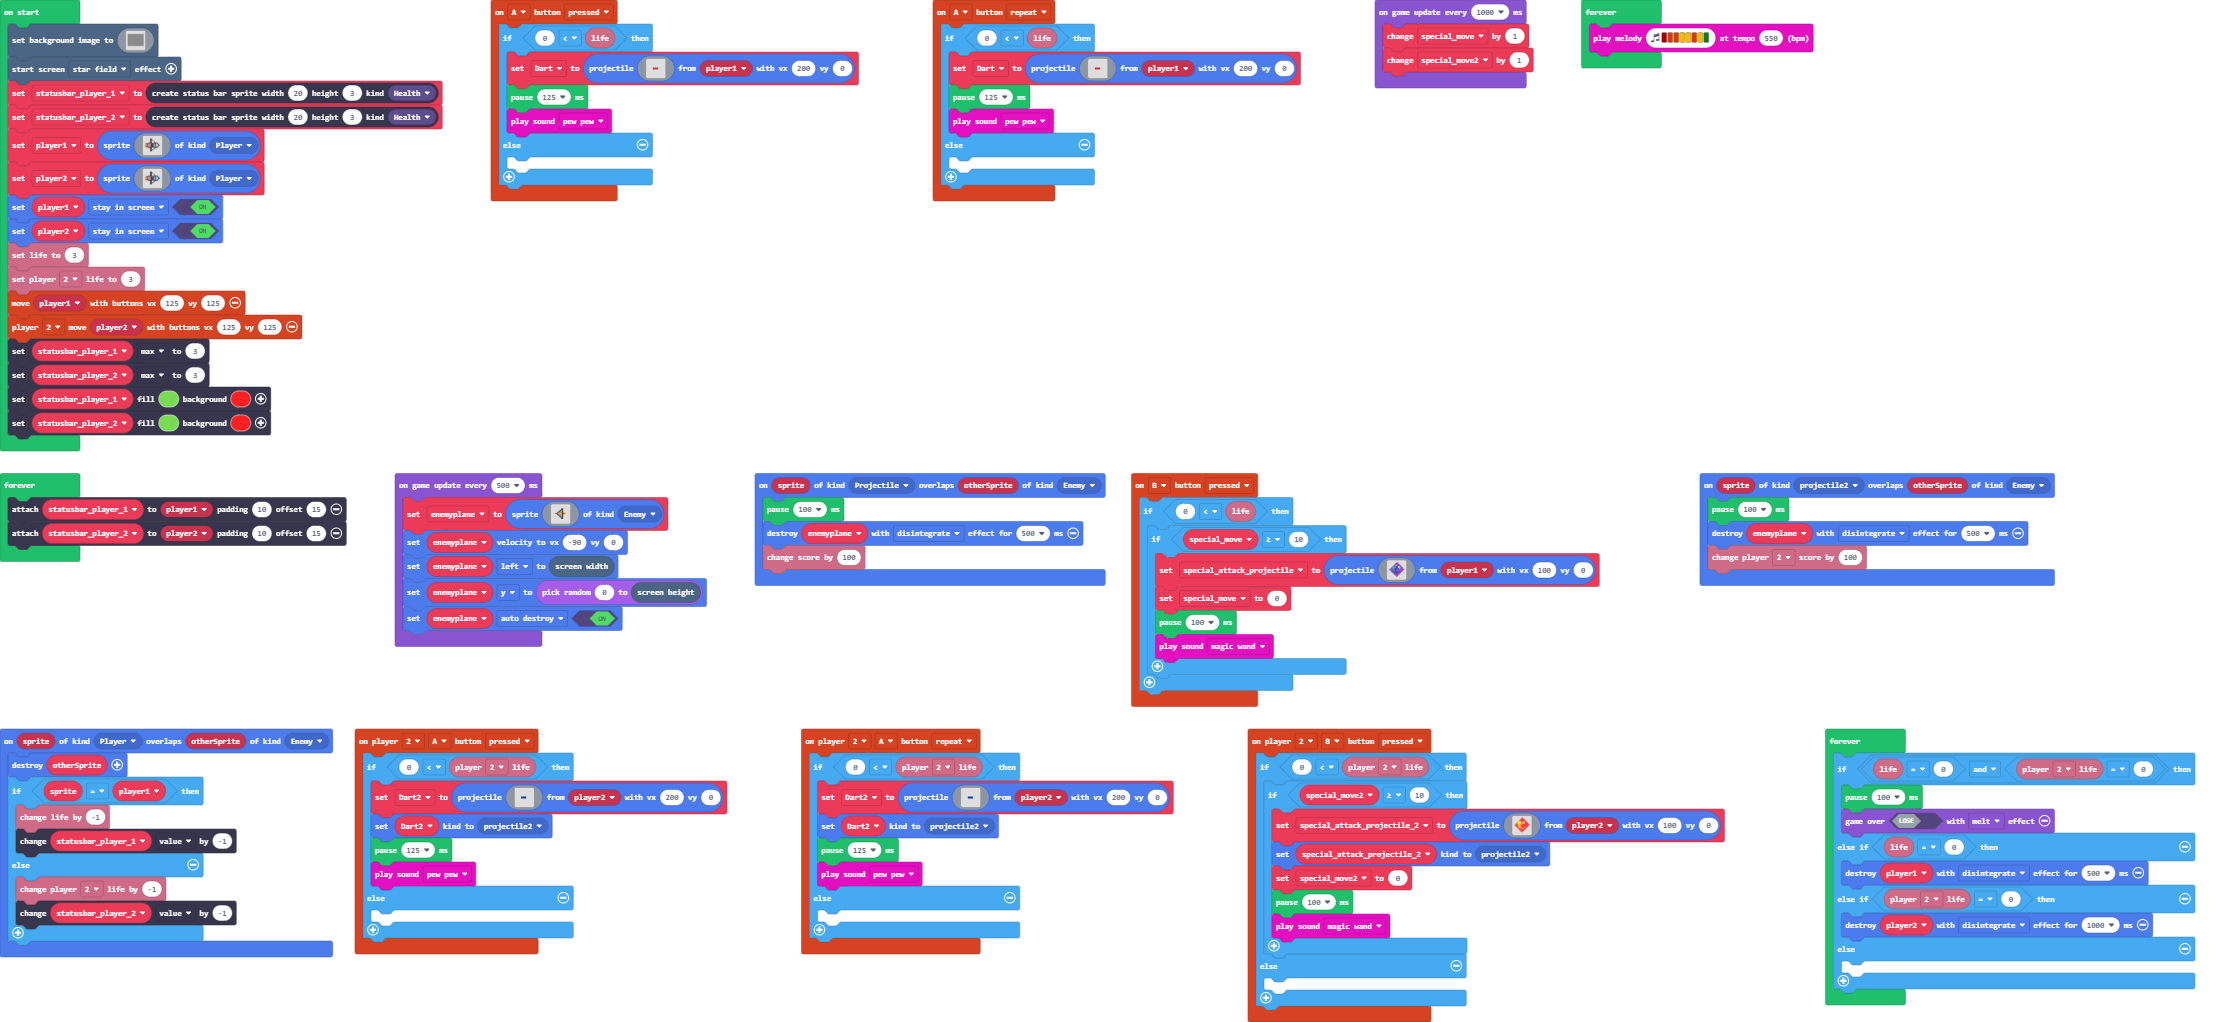 on start
set background image to
start screen star field effect
set statusbar_player_1 to create status bar sprite width 20 height 3 kind Health
set statusbar_player_2 to create status bar sprite width 20 height 3 kind Health
set player1 to sprite of kind Player
set player2 to sprite of kind Player
set player1 stay in screen ON
set player2 stay in screen ON
set life to 3
set player 2 life to 3
move player1 with buttons vx 125 vy 125
player 2 move player2 with buttons vx 125 vy 125
set statusbar_player_1 max to 3
set statusbar_player_2 max to 3
set statusbar_player_1 fill background
set statusbar_player_2 fill background
on A button pressed
if 0 < life then
set Dart to projectile from player1 with vx 200 vy 0
pause 125 ms
play sound pew pew
else
on A button repeat
if 0 < life then
set Dart to projectile from player1 with vx 200 vy 0
pause 125 ms
play sound pew pew
else
on game update every 1000 ms
change special_move by 1
change special_move2 by 1
forever
play melody at tempo 550 (bpm)
forever
attach statusbar_player_1 to player1 padding 10 offset 15
attach statusbar_player_2 to player2 padding 10 offset 15
on game update every 500 ms
set enemyplane to sprite of kind Enemy
set enemyplane velocity to vx -90 vy 0
set enemyplane left to screen width
set enemyplane y to pick random 0 to screen height
set enemyplane auto destroy ON
on sprite of kind Projectile overlaps otherSprite of kind Enemy
pause 100 ms
destroy enemyplane with disintegrate effect for 500 ms
change score by 100
on B button pressed
if 0 < life then
if special_move ≥ 10 then
set special_attack_projectile to projectile from player1 with vx 100 vy 0
set special_move to 0
pause 100 ms
play sound magic wand
on sprite of kind projectile2 overlaps otherSprite of kind Enemy
pause 100 ms
destroy enemyplane with disintegrate effect for 500 ms
change player 2 score by 100
on sprite of kind Player overlaps otherSprite of kind Enemy
destroy otherSprite
if sprite = player1 then
change life by -1
change statusbar_player_1 value by -1
else
change player 2 life by -1
change statusbar_player_2 value by -1
on player 2 A button pressed
if 0 < player 2 life then
set Dart2 to projectile from player2 with vx 200 vy 0
set Dart2 kind to projectile2
pause 125 ms
play sound pew pew
else
on player 2 A button repeat
if 0 < player 2 life then
set Dart2 to projectile from player2 with vx 200 vy 0
set Dart2 kind to projectile2
pause 125 ms
play sound pew pew
else
on player 2 B button pressed
if 0 < player 2 life then
if special_move2 ≥ 10 then
set special_attack_projectile_2 to projectile from player2 with vx 100 vy 0
set special_attack_projectile_2 kind to projectile2
set special_move2 to 0
pause 100 ms
play sound magic wand
else
forever
if life = 0 and player 2 life = 0 then
pause 100 ms
game over LOSE with melt effect
else if life = 0 then
destroy player1 with disintegrate effect for 500 ms
else if player 2 life = 0 then
destroy player2 with disintegrate effect for 1000 ms
else